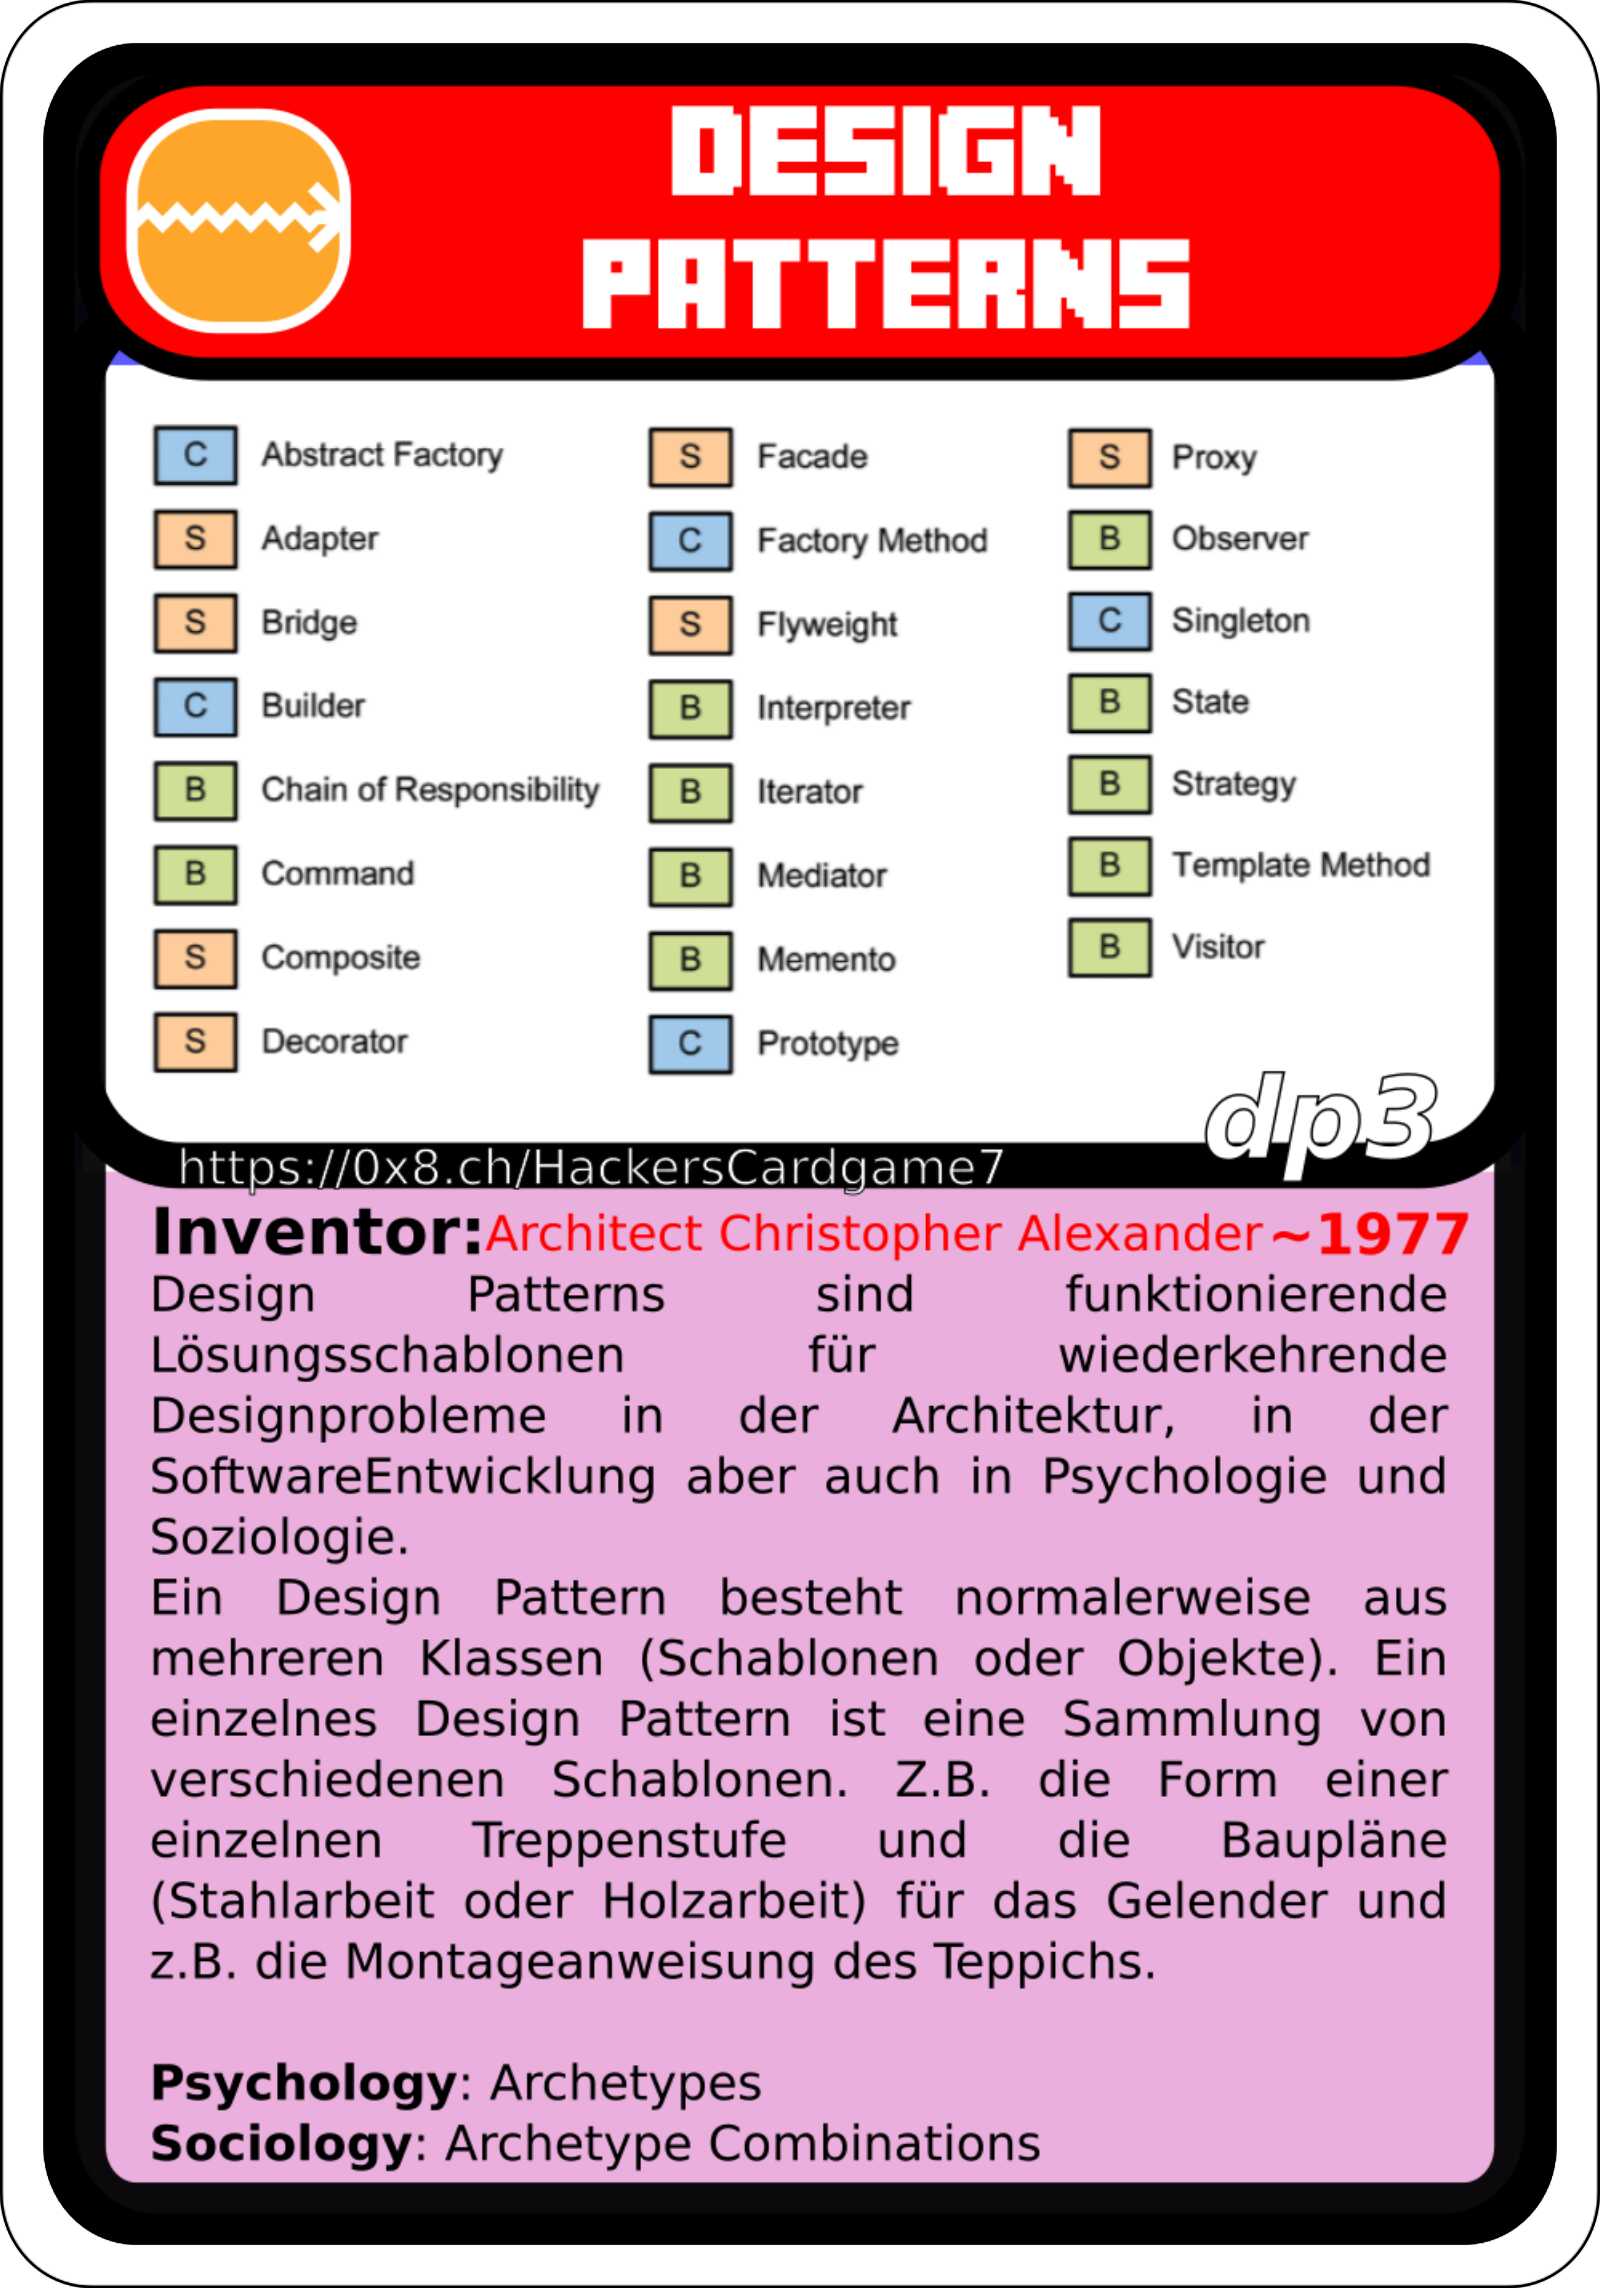 DESIGN
PATTERNS
C Abstract Factory
S Adapter
S Bridge
C Builder
B Chain of Responsibility
B Command
S Composite
S Decorator
S Facade
C Factory Method
S Flyweight
B Interpreter
B Iterator
B Mediator
B Memento
C Prototype
S Proxy
B Observer
C Singleton
B State
B Strategy
B Template Method
B Visitor
dp3
https://0x8.ch/HackersCardgame7
Inventor:Architect Christopher Alexander ~1977
Design Patterns sind funktionierende
Lösungsschablonen für wiederkehrende
Designprobleme in der Architektur, in der
SoftwareEntwicklung aber auch in Psychologie und
Soziologie.
Ein Design Pattern besteht normalerweise aus
mehreren Klassen (Schablonen oder Objekte). Ein
einzelnes Design Pattern ist eine Sammlung von
verschiedenen Schablonen. Z.B. die Form einer
einzelnen Treppenstufe und die Baupläne
(Stahlarbeit oder Holzarbeit) für das Gelender und
z.B. die Montageanweisung des Teppichs.
Psychology: Archetypes
Sociology: Archetype Combinations